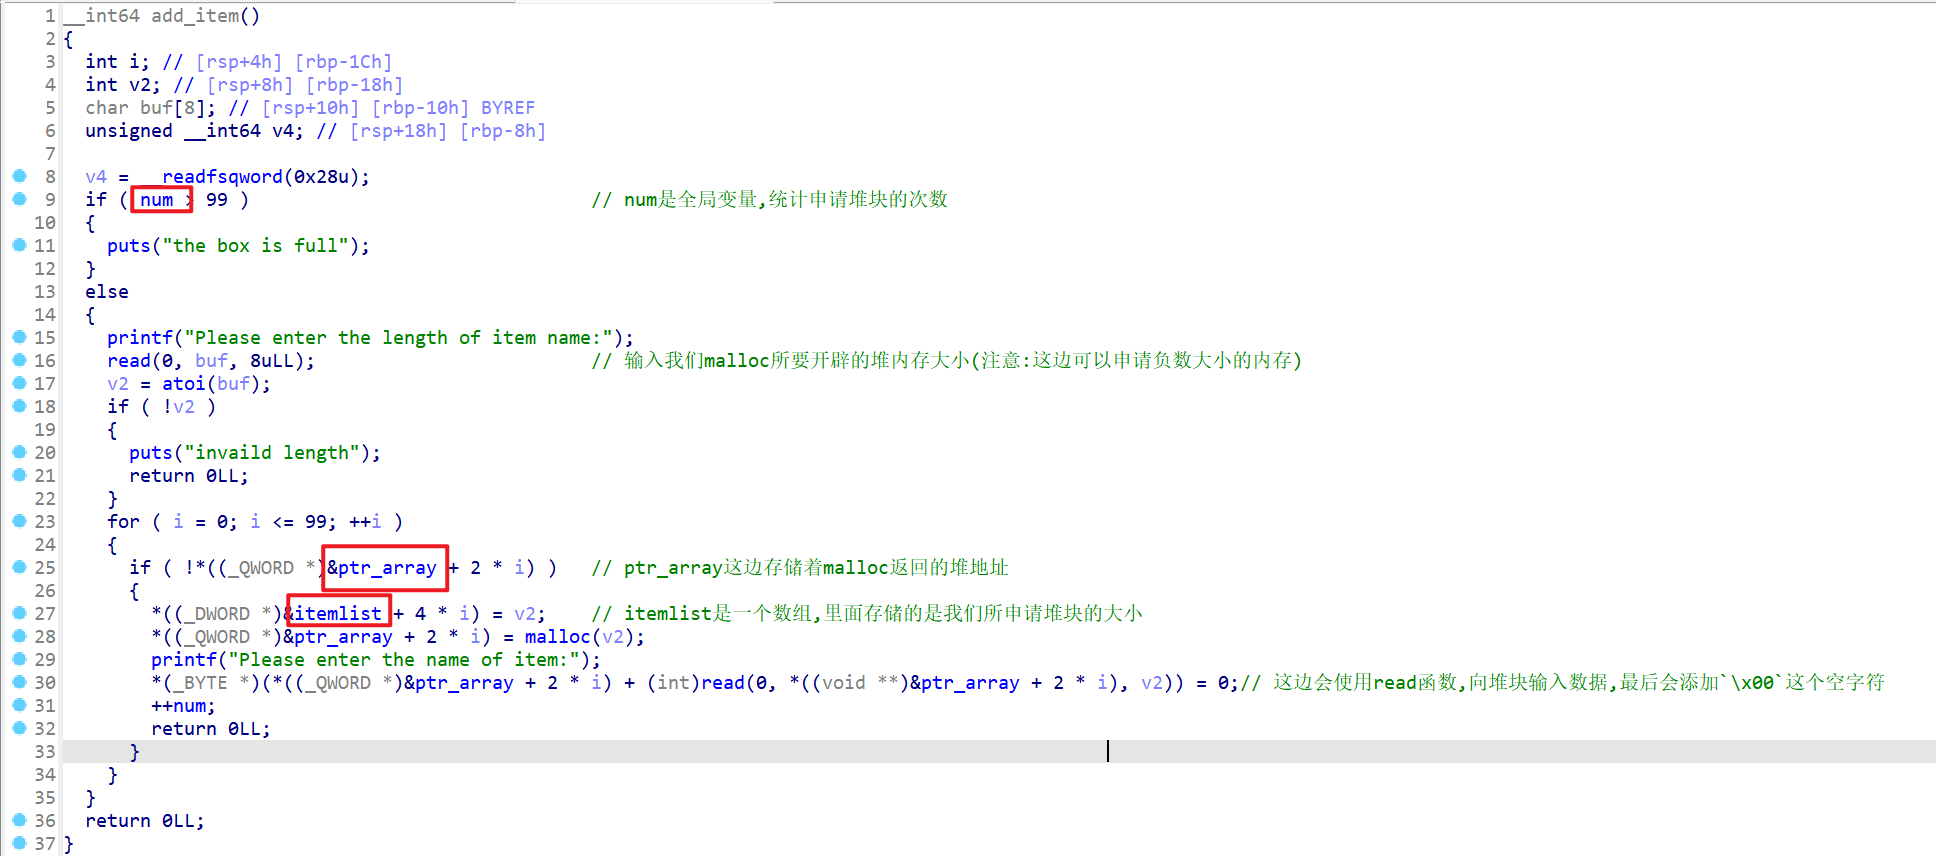 1 __int64 add_item()
2 {
3 int i; // [rsp+4h] [rbp-1Ch]
4 int v2; // [rsp+8h] [rbp-18h]
5 char buf[8]; // [rsp+10h] [rbp-10h] BYREF
6 unsigned __int64 v4; // [rsp+18h] [rbp-8h]
7
8 v4 = __readfsqword(0x28u);
9 if ( num > 99 ) // num是全局变量,统计申请堆块的次数
10 {
11 puts("the box is full");
12 }
13 else
14 {
15 printf("Please enter the length of item name:");
16 read(0, buf, 8uLL); // 输入我们malloc所要开辟的堆内存大小(注意:这边可以申请负数大小的内存)
17 v2 = atoi(buf);
18 if ( !v2 )
19 {
20 puts("invaild length");
21 return 0LL;
22 }
23 for ( i = 0; i <= 99; ++i )
24 {
25 if ( !*((_QWORD *)&ptr_array + 2 * i) ) // ptr_array这边存储着malloc返回的堆地址
26 {
27 *((_DWORD *)&itemlist + 4 * i) = v2; // itemlist是一个数组,里面存储的是我们所申请堆块的大小
28 *((_QWORD *)&ptr_array + 2 * i) = malloc(v2);
29 printf("Please enter the name of item:");
30 *(_BYTE *)(*((_QWORD *)&ptr_array + 2 * i) + (int)read(0, *((void **)&ptr_array + 2 * i), v2)) = 0;// 这边会使用read函数,向堆块输入数据,最后会添加`\x00`这个空字符
31 ++num;
32 return 0LL;
33 }
34 }
35 }
36 return 0LL;
37 }